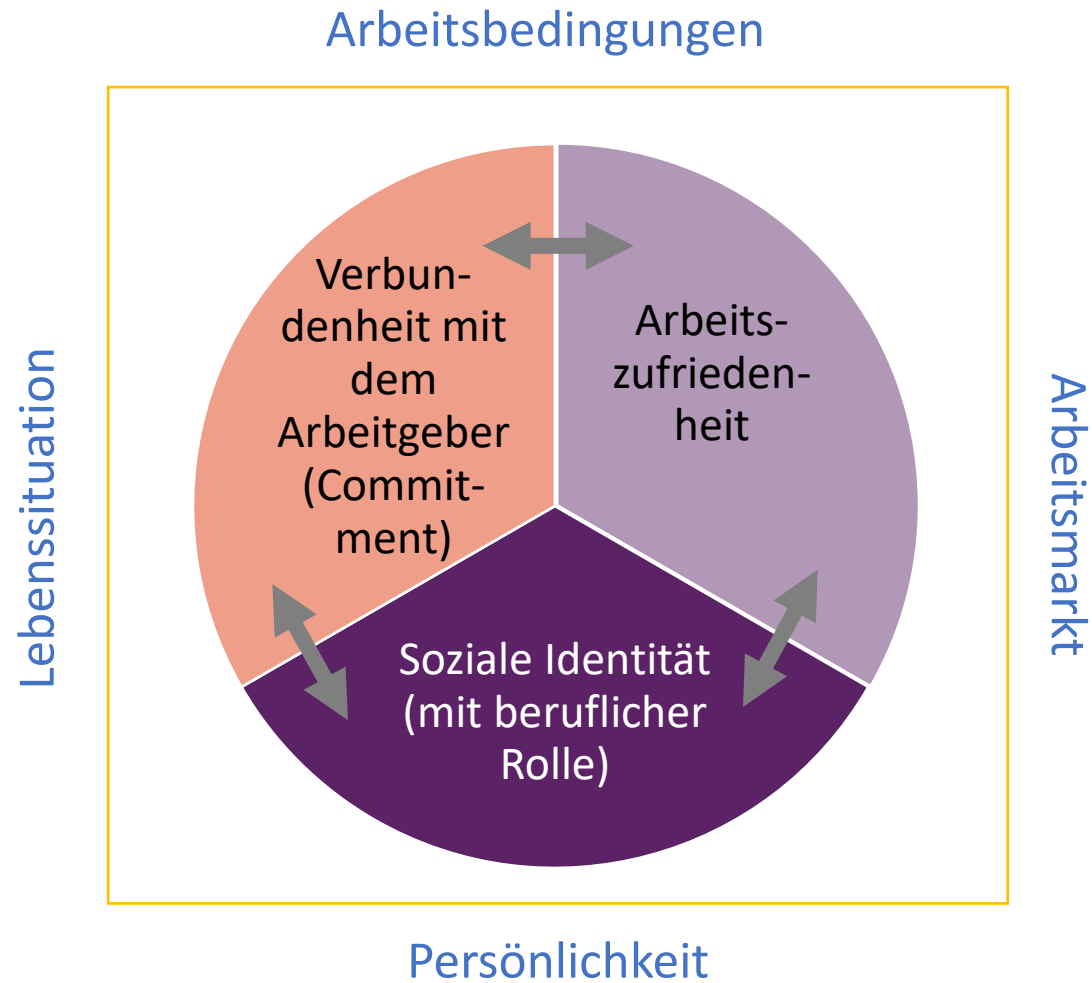 Arbeitsbedingungen
Verbun-
denheit mit
dem
Arbeitgeber
(Commit-
ment)
Arbeits-
zufrieden-
heit
Soziale Identität
(mit beruflicher
Rolle)
Lebenssituation
Arbeitsmarkt
Persönlichkeit